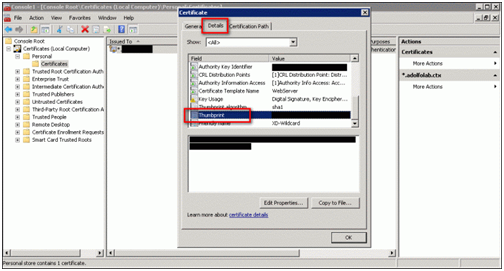 Console1 - [Console Root\Certificates (Local Computer)\Personal\Certificates]
File Action View Favorites Window Help
Console Root
Certificates (Local Computer)
Personal
Certificates
Trusted Root Certification Auth
Enterprise Trust
Intermediate Certification Auth
Trusted Publishers
Untrusted Certificates
Third-Party Root Certification Au
Trusted People
Remote Desktop
Certificate Enrollment Requests
Smart Card Trusted Roots
Issued To
Certificate
General Details Certification Path
Show: <All>
Field Value
Authority Key Identifier
CRL Distribution Points [1]CRL Distribution Point: Distr...
Authority Information Access [1]Authority Info Access: Acc...
Certificate Template Name WebServer
Key Usage Digital Signature, Key Encipher...
Thumbprint algorithm sha1
Thumbprint
Friendly name XD-Wildcard
Edit Properties... Copy to File...
Learn more about certificate details
OK
Purposes
Actions
Certificates
More Actions
*.adolfolab.ctx
More Actions
Personal store contains 1 certificate.